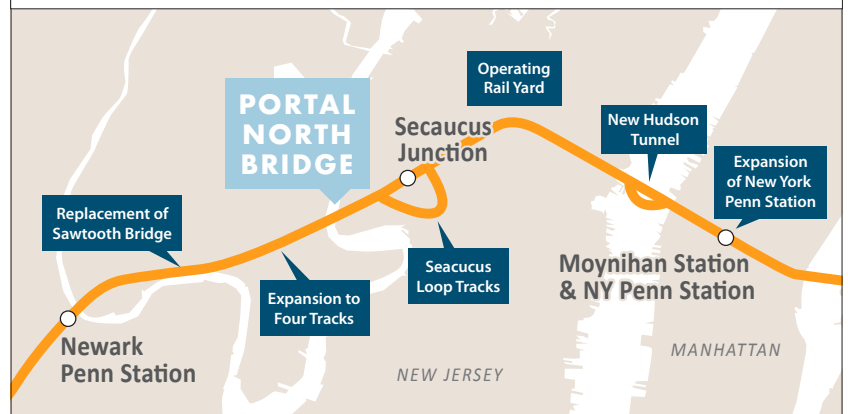 Operating
Rail Yard
PORTAL
NORTH
BRIDGE
Secaucus
Junction
New Hudson
Tunnel
Expansion
of New York
Penn Station
Replacement of
Sawtooth Bridge
Seacucus
Loop Tracks
Moynihan Station
& NY Penn Station
Expansion to
Four Tracks
Newark
Penn Station
NEW JERSEY
MANHATTAN